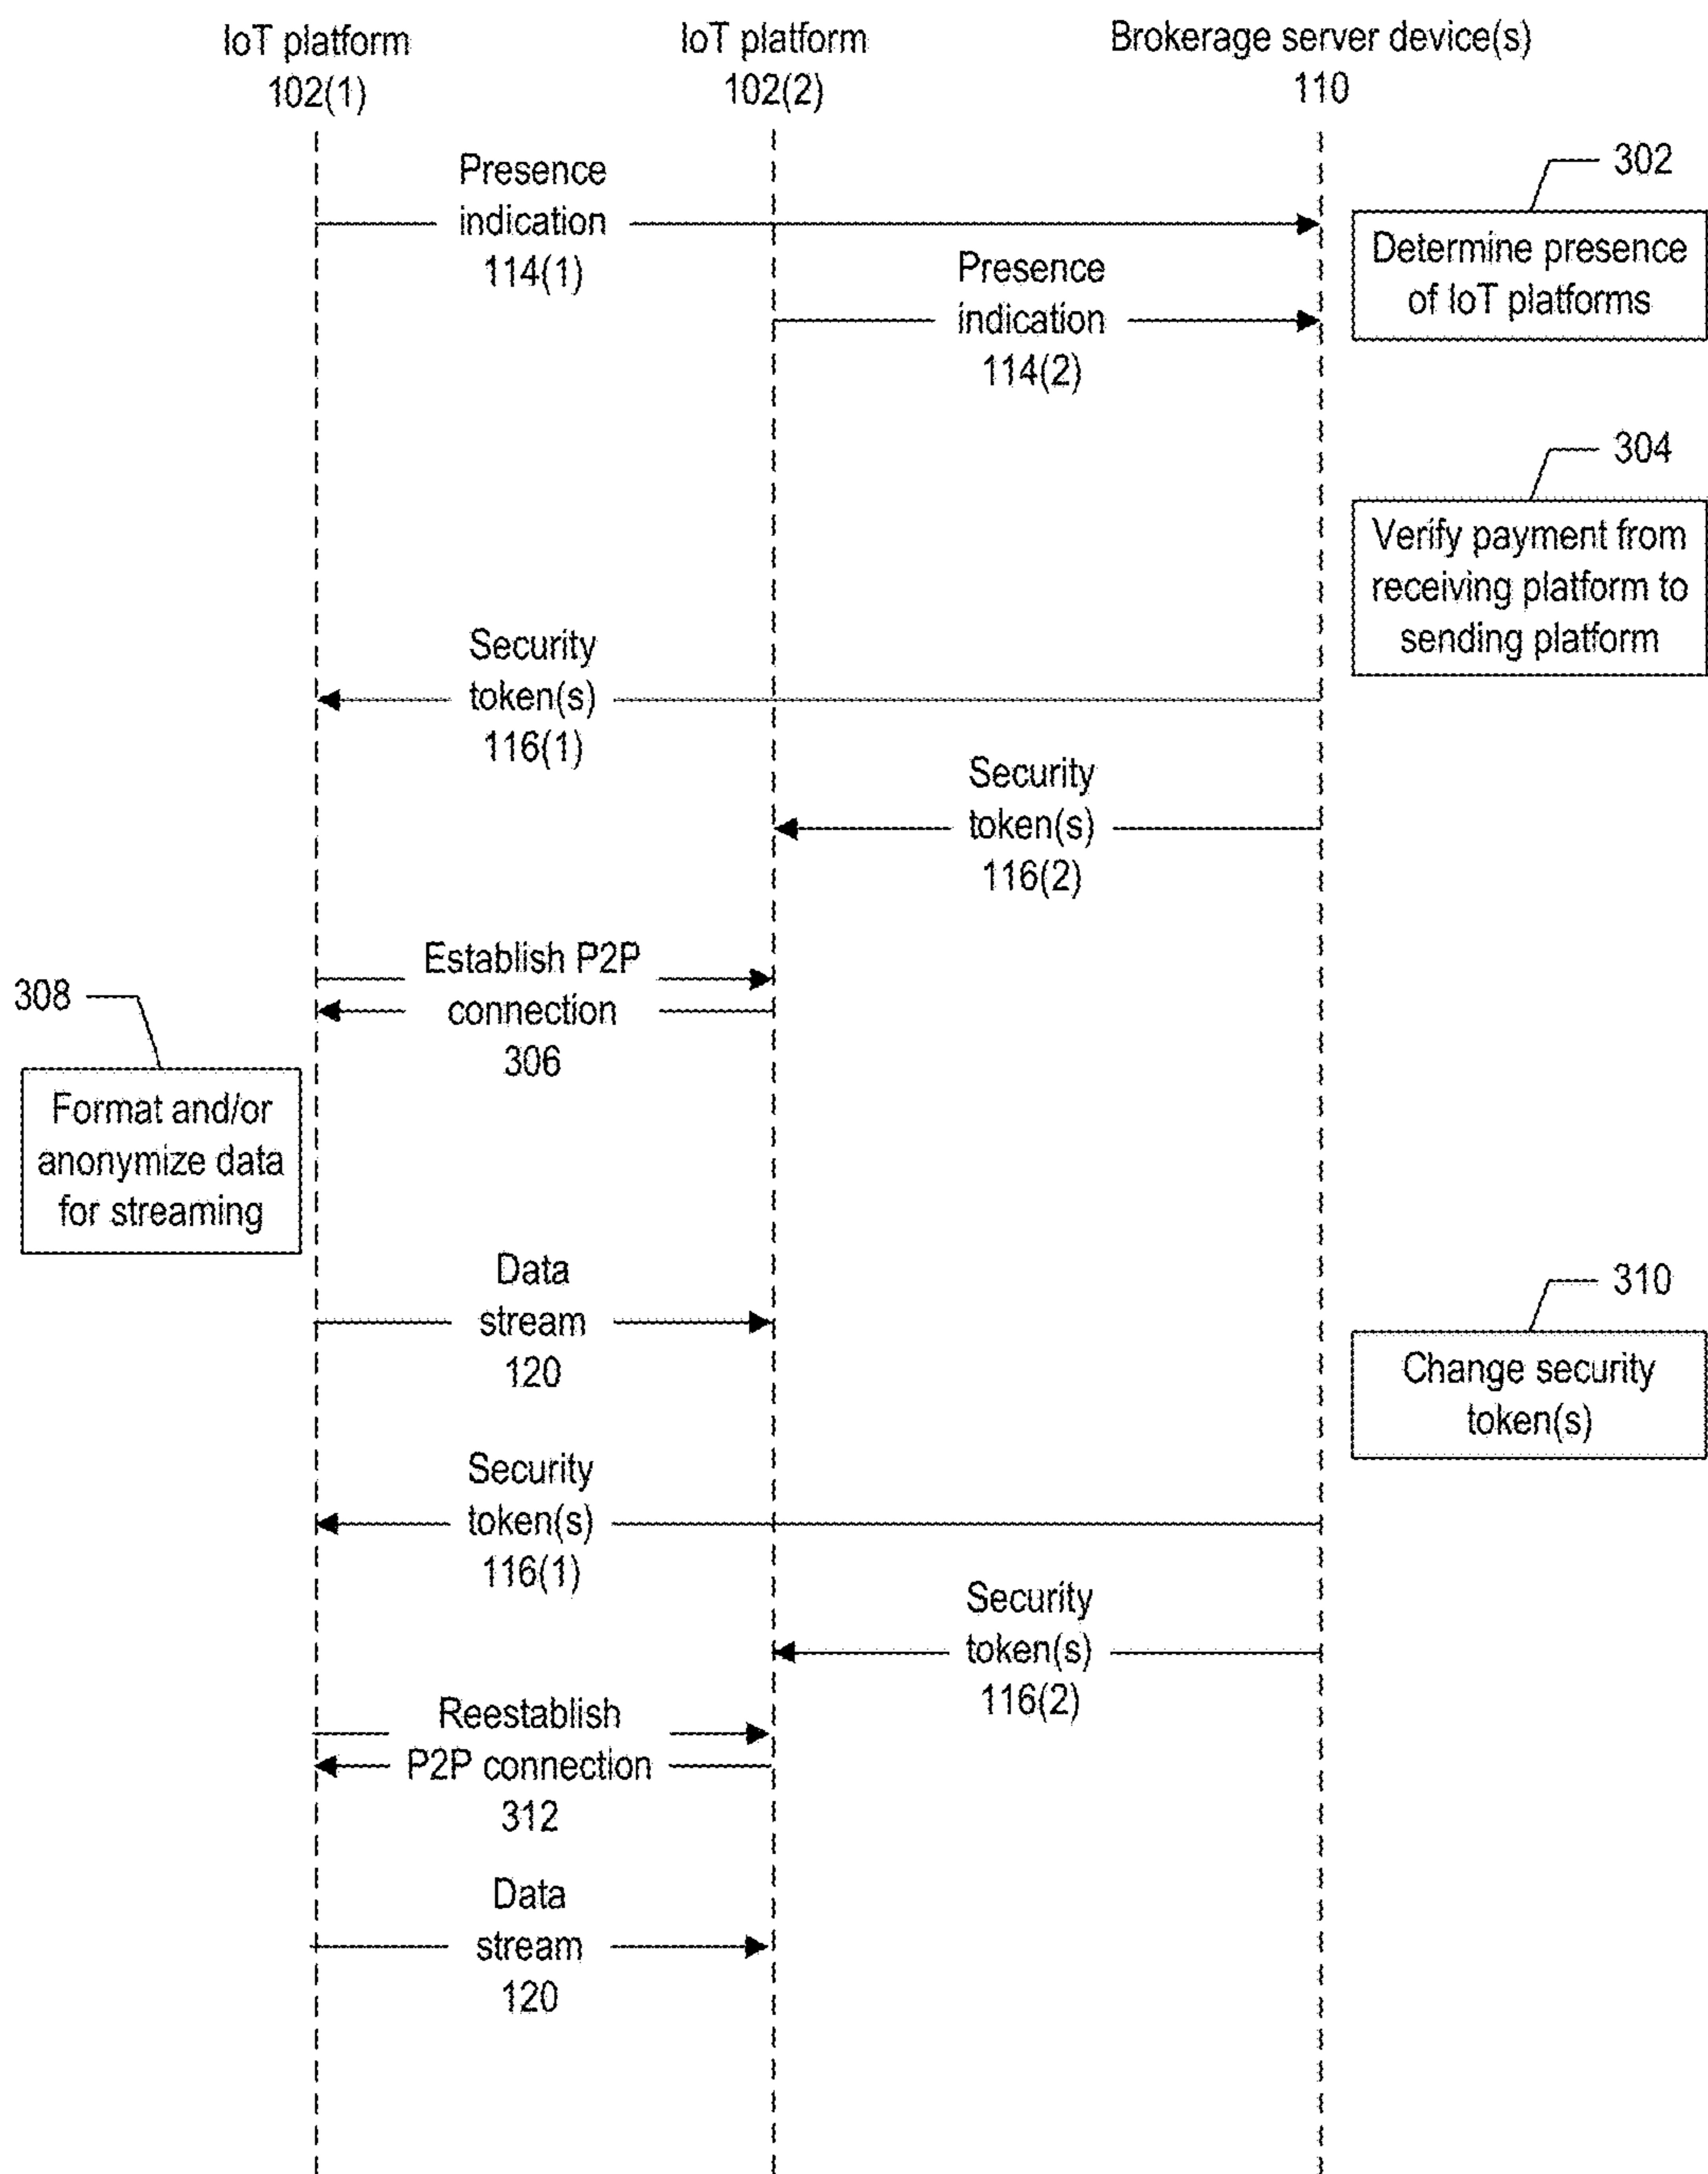 IoT platform
102(1)
IoT platform
102(2)
Brokerage server device(s)
110
Presence
indication
114(1)
302
Determine presence
of IoT platforms
Presence
indication
114(2)
304
Verify payment from
receiving platform to
sending platform
Security
token(s)
116(1)
Security
token(s)
116(2)
Establish P2P
connection
306
308
Format and/or
anonymize data
for streaming
Data
stream
120
310
Change security
token(s)
Security
token(s)
116(1)
Security
token(s)
116(2)
Reestablish
P2P connection
312
Data
stream
120